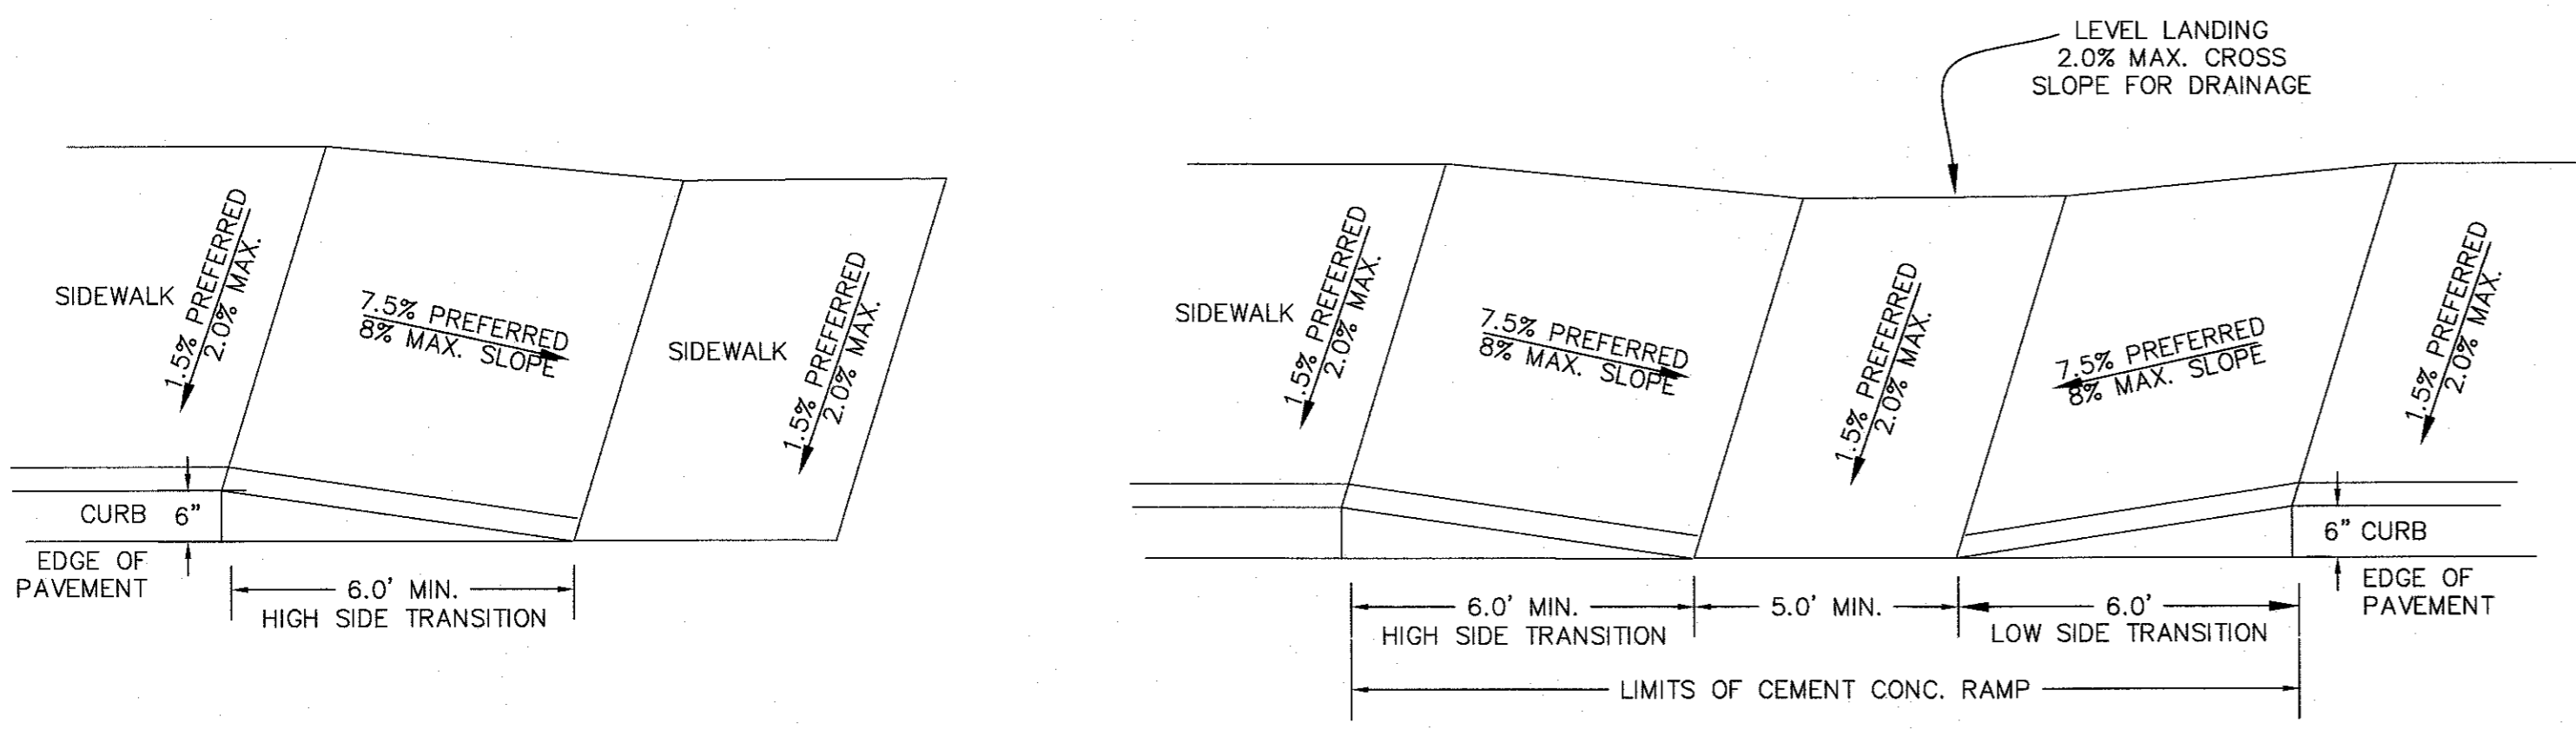 LEVEL LANDING
2.0% MAX. CROSS
SLOPE FOR DRAINAGE
SIDEWALK
1.5% PREFERRED
2.0% MAX.
7.5% PREFERRED
8% MAX. SLOPE
SIDEWALK
1.5% PREFERRED
2.0% MAX.
CURB 6"
EDGE OF
PAVEMENT
6.0' MIN.
HIGH SIDE TRANSITION
SIDEWALK
1.5% PREFERRED
2.0% MAX.
7.5% PREFERRED
8% MAX. SLOPE
1.5% PREFERRED
2.0% MAX.
7.5% PREFERRED
8% MAX. SLOPE
1.5% PREFERRED
2.0% MAX.
6" CURB
EDGE OF
PAVEMENT
6.0' MIN.
HIGH SIDE TRANSITION
5.0' MIN.
6.0'
LOW SIDE TRANSITION
LIMITS OF CEMENT CONC. RAMP